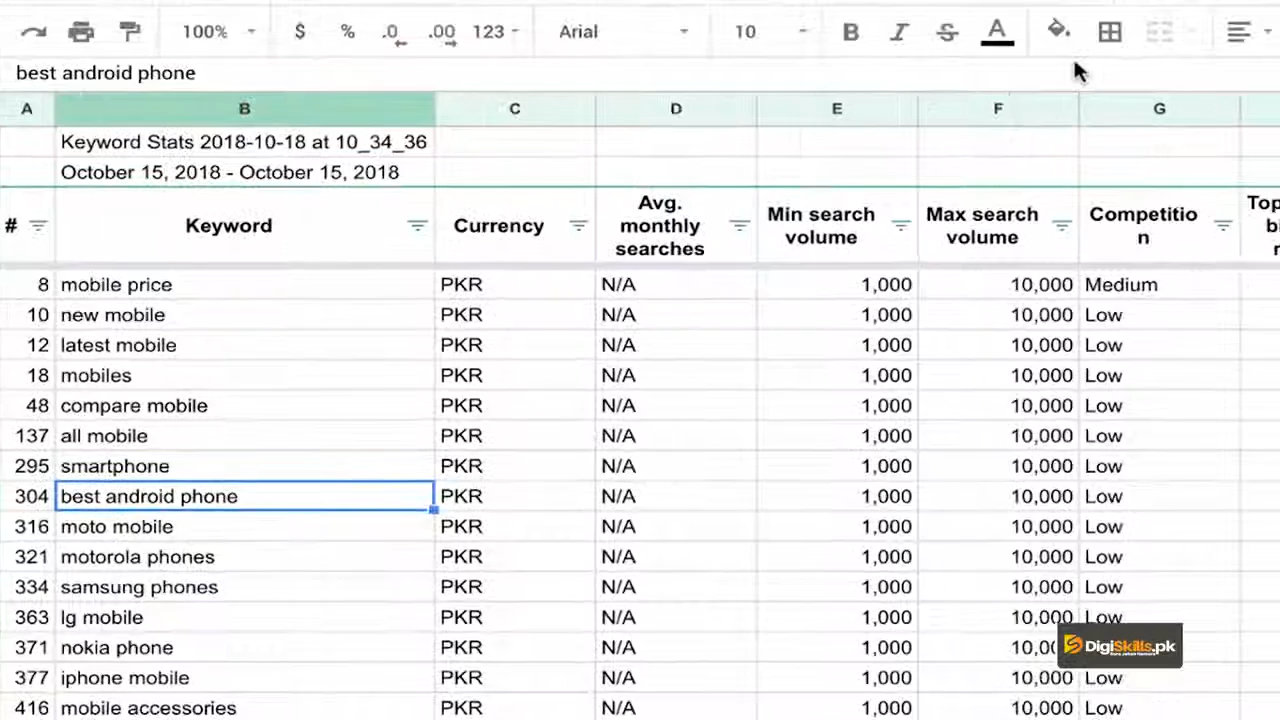 100% $ % .0 .00 123 Arial 10 B I S A
best android phone
A B C D E F G
Keyword Stats 2018-10-18 at 10_34_36
October 15, 2018 - October 15, 2018
# Keyword Currency Avg. monthly searches Min search volume Max search volume Competitio n
8 mobile price PKR N/A 1,000 10,000 Medium
10 new mobile PKR N/A 1,000 10,000 Low
12 latest mobile PKR N/A 1,000 10,000 Low
18 mobiles PKR N/A 1,000 10,000 Low
48 compare mobile PKR N/A 1,000 10,000 Low
137 all mobile PKR N/A 1,000 10,000 Low
295 smartphone PKR N/A 1,000 10,000 Low
304 best android phone PKR N/A 1,000 10,000 Low
316 moto mobile PKR N/A 1,000 10,000 Low
321 motorola phones PKR N/A 1,000 10,000 Low
334 samsung phones PKR N/A 1,000 10,000 Low
363 lg mobile PKR N/A 1,000 10,000 Low
371 nokia phone PKR N/A 1,000
DigiSkills.pk
377 iphone mobile PKR N/A 1,000 10,000 Low
416 mobile accessories PKR N/A 1,000 10,000 Low